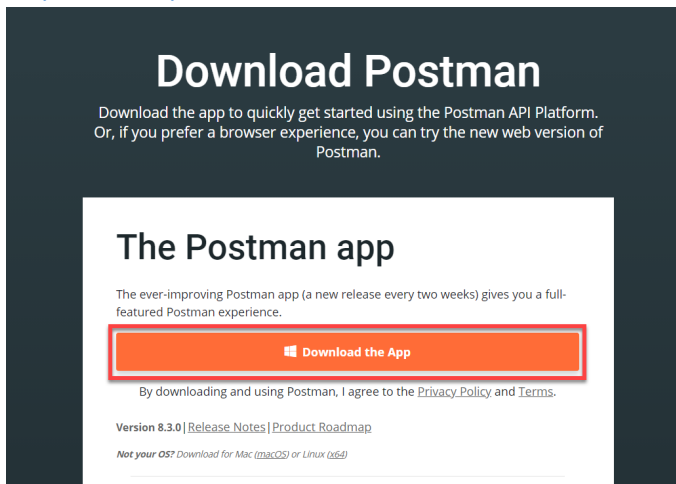 Download Postman
Download the app to quickly get started using the Postman API Platform.
Or, if you prefer a browser experience, you can try the new web version of
Postman.
The Postman app
The ever-improving Postman app (a new release every two weeks) gives you a full-
featured Postman experience.
Download the App
By downloading and using Postman, I agree to the Privacy Policy and Terms.
Version 8.3.0 | Release Notes | Product Roadmap
Not your OS? Download for Mac (macOS) or Linux (x64)